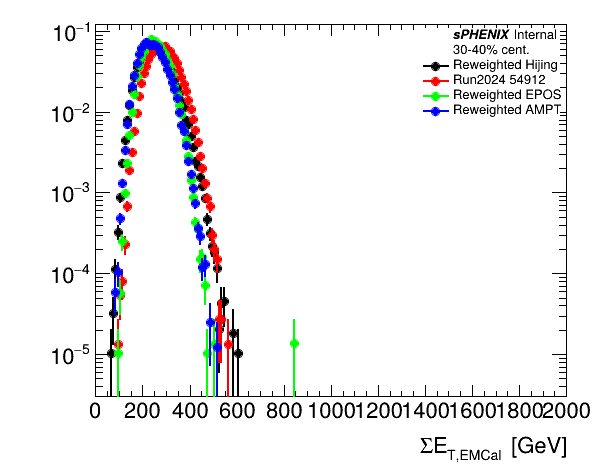 sPHENIX Internal
30-40% cent.
Reweighted Hijing
Run2024 54912
Reweighted EPOS
Reweighted AMPT
10⁻¹
10⁻²
10⁻³
10⁻⁴
10⁻⁵
0 200 400 600 800 1000 1200 1400 1600 1800 2000
ΣE_T,EMCal [GeV]